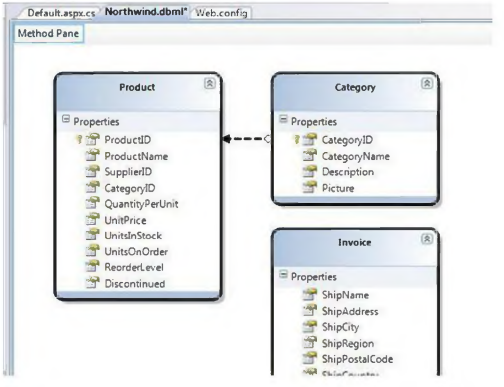 Default.aspx.cs Northwind.dbml* Web.config
Method Pane
Product
Properties
ProductID
ProductName
SupplierID
CategoryID
QuantityPerUnit
UnitPrice
UnitsInStock
UnitsOnOrder
ReorderLevel
Discontinued
Category
Properties
CategoryID
CategoryName
Description
Picture
Invoice
Properties
ShipName
ShipAddress
ShipCity
ShipRegion
ShipPostalCode
ShipCountry